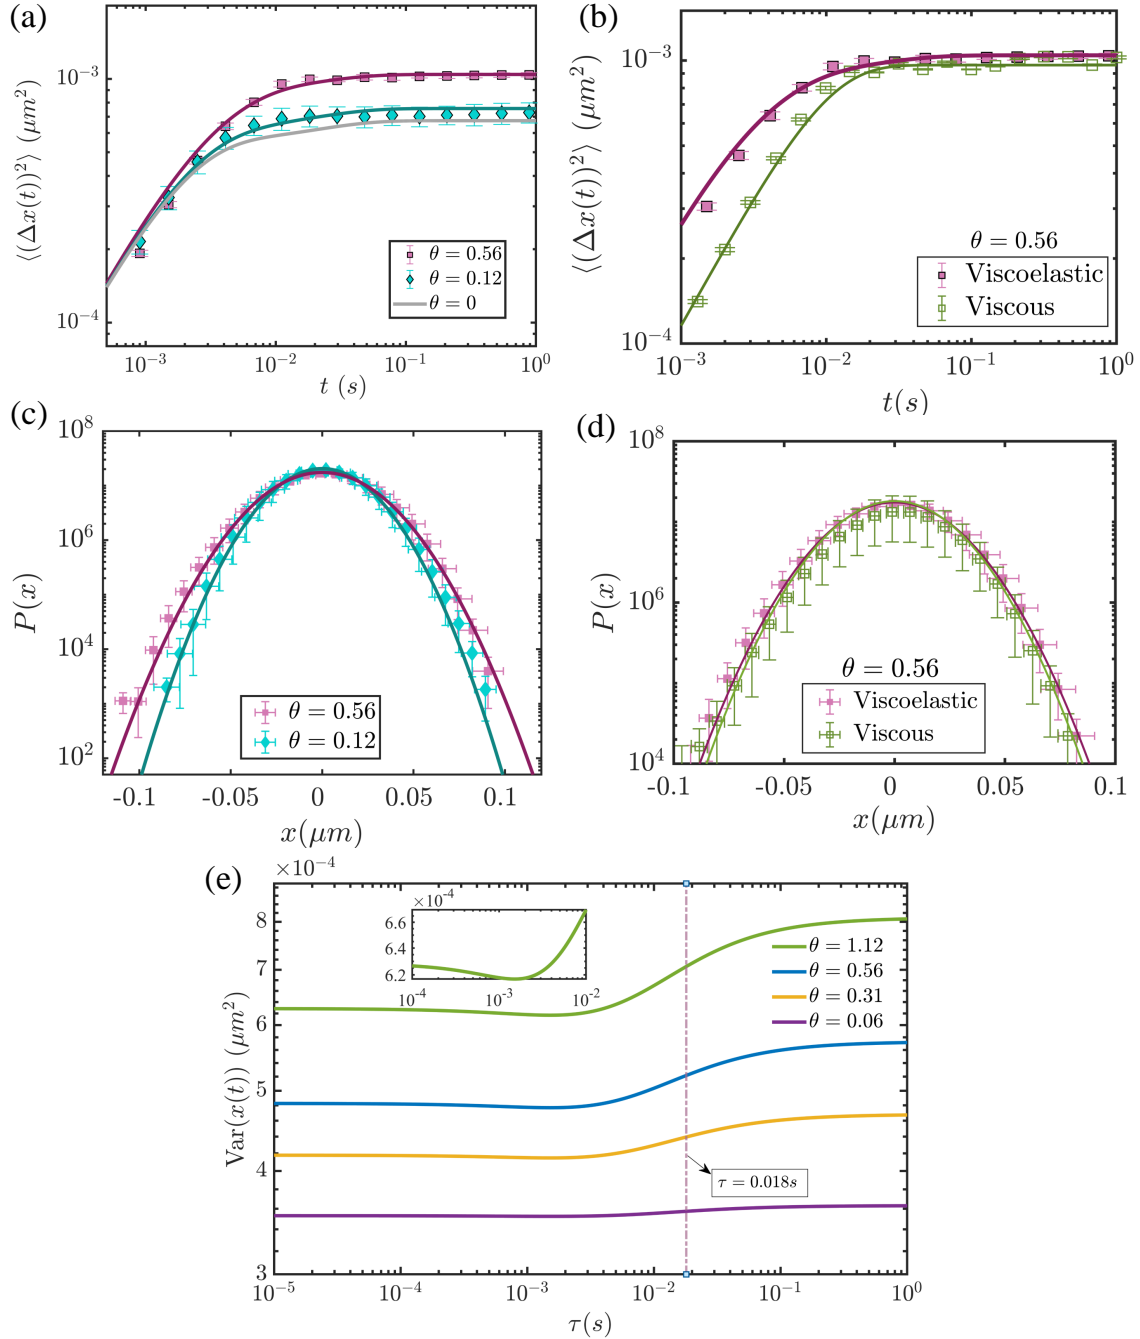 (a)
⟨(Δx(t))²⟩ (μm²)
10⁻³
10⁻⁴
θ = 0.56
θ = 0.12
θ = 0
10⁻³ 10⁻² 10⁻¹ 10⁰
t (s)
(b)
⟨(Δx(t))²⟩ (μm²)
10⁻³
10⁻⁴
θ = 0.56
Viscoelastic
Viscous
10⁻³ 10⁻² 10⁻¹ 10⁰
t(s)
(c)
P(x)
10⁸
10⁶
10⁴
10²
θ = 0.56
θ = 0.12
-0.1 -0.05 0 0.05 0.1
x(μm)
(d)
P(x)
10⁸
10⁶
10⁴
θ = 0.56
Viscoelastic
Viscous
-0.1 -0.05 0 0.05 0.1
x(μm)
(e)
×10⁻⁴
Var(x(t)) (μm²)
8
7
6
5
4
3
×10⁻⁴
6.6
6.4
6.2
10⁻⁴ 10⁻³ 10⁻²
θ = 1.12
θ = 0.56
θ = 0.31
θ = 0.06
τ = 0.018s
10⁻⁵ 10⁻⁴ 10⁻³ 10⁻² 10⁻¹ 10⁰
τ(s)